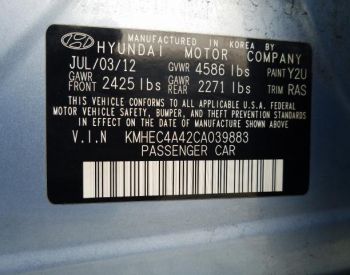 MANUFACTURED IN KOREA BY
HYUNDAI MOTOR COMPANY
JUL/03/12 GVWR 4586 lbs PAINT Y2U
GAWR FRONT 2425 lbs GAWR REAR 2271 lbs TRIM RAS
THIS VEHICLE CONFORMS TO ALL APPLICABLE U.S. FEDERAL
MOTOR VEHICLE SAFETY, BUMPER, AND THEFT PREVENTION
STANDARDS IN EFFECT ON THE DATE OF MANUFACTURE
SHOWN ABOVE.
V.I.N KMHEC4A42CA039883
PASSENGER CAR